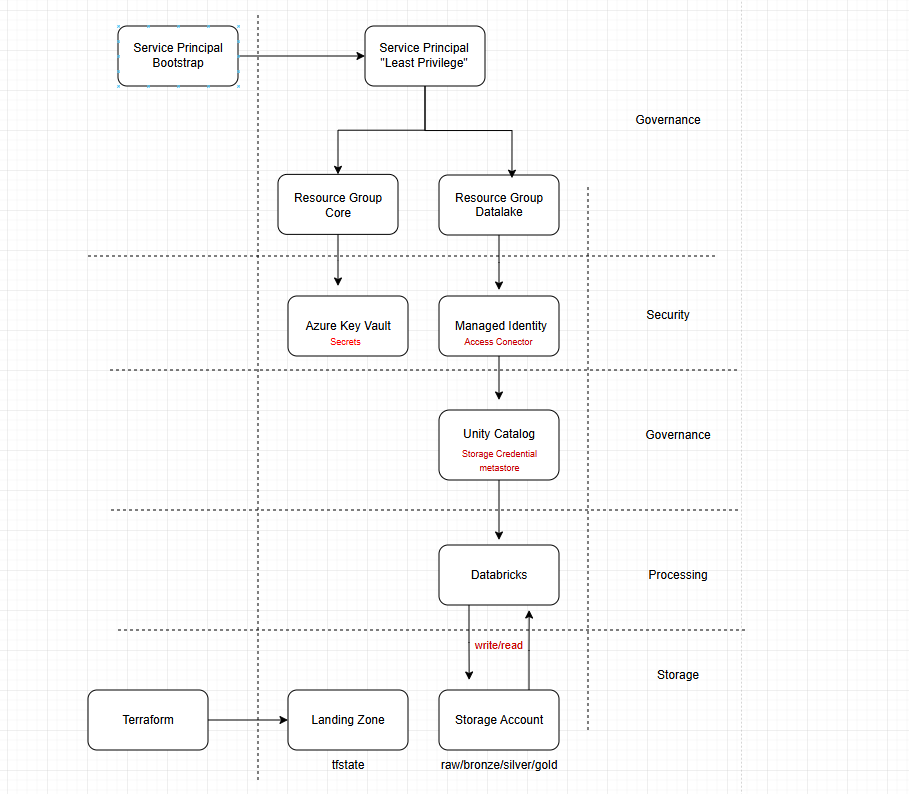 Service Principal
Bootstrap
Service Principal
"Least Privilege"
Governance
Resource Group
Core
Resource Group
Datalake
Azure Key Vault
Secrets
Managed Identity
Access Conector
Security
Unity Catalog
Storage Credential
metastore
Governance
Databricks
Processing
write/read
Storage
Terraform
Landing Zone
Storage Account
tfstate
raw/bronze/silver/gold